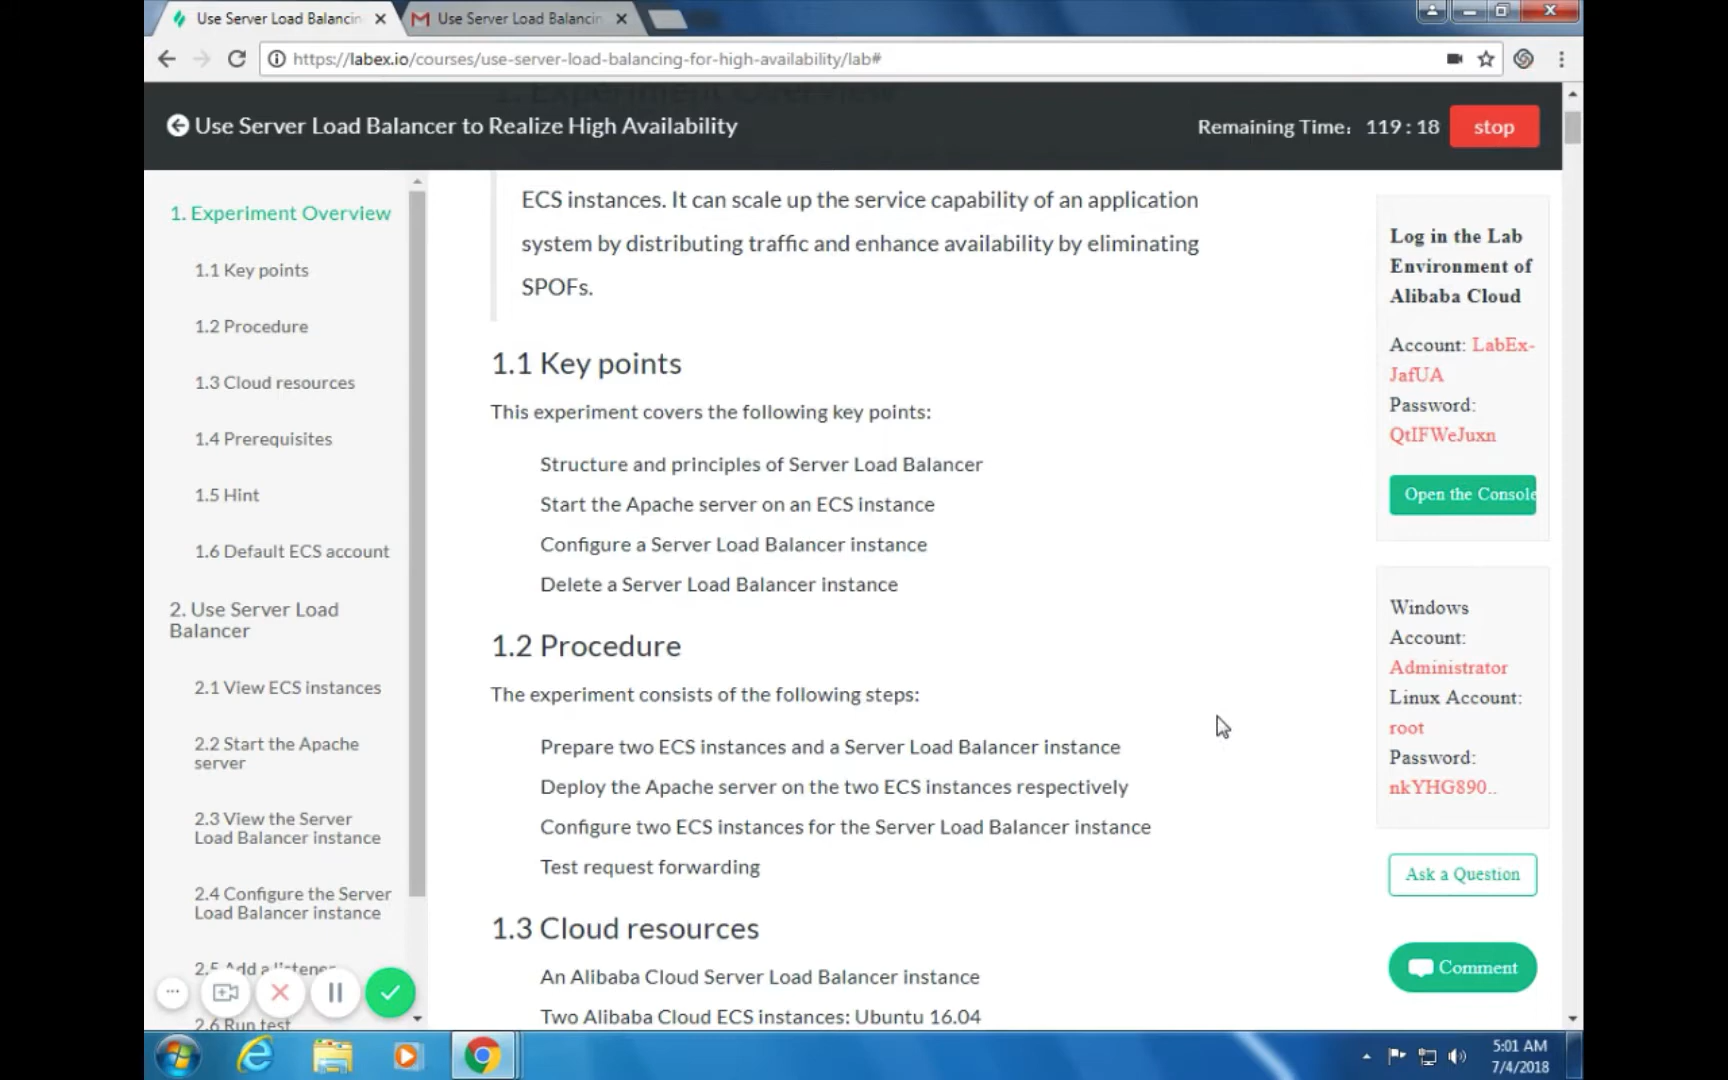 Use Server Load Balancin
Use Server Load Balancin
https://labex.io/courses/use-server-load-balancing-for-high-availability/lab#
1. Experiment Overview
Use Server Load Balancer to Realize High Availability
Remaining Time: 119 : 18
stop
1. Experiment Overview
1.1 Key points
1.2 Procedure
1.3 Cloud resources
1.4 Prerequisites
1.5 Hint
1.6 Default ECS account
2. Use Server Load
Balancer
2.1 View ECS instances
2.2 Start the Apache
server
2.3 View the Server
Load Balancer instance
2.4 Configure the Server
Load Balancer instance
2.5 Add a listener
2.6 Run test
ECS instances. It can scale up the service capability of an application
system by distributing traffic and enhance availability by eliminating
SPOFs.
1.1 Key points
This experiment covers the following key points:
Structure and principles of Server Load Balancer
Start the Apache server on an ECS instance
Configure a Server Load Balancer instance
Delete a Server Load Balancer instance
1.2 Procedure
The experiment consists of the following steps:
Prepare two ECS instances and a Server Load Balancer instance
Deploy the Apache server on the two ECS instances respectively
Configure two ECS instances for the Server Load Balancer instance
Test request forwarding
1.3 Cloud resources
An Alibaba Cloud Server Load Balancer instance
Two Alibaba Cloud ECS instances: Ubuntu 16.04
Log in the Lab
Environment of
Alibaba Cloud
Account: LabEx-
JafUA
Password:
QtIFWeJuxn
Open the Console
Windows
Account:
Administrator
Linux Account:
root
Password:
nkYHG890..
Ask a Question
Comment
5:01 AM
7/4/2018